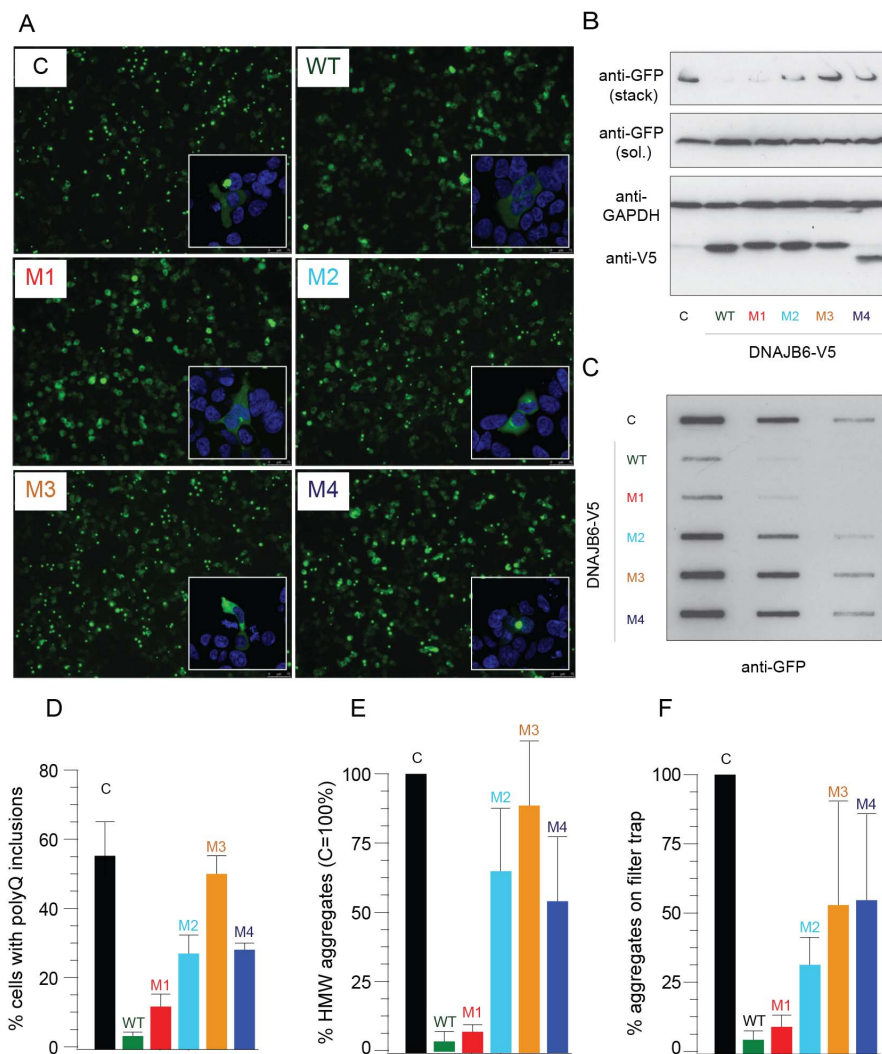 A
C
WT
M1
M2
M3
M4
B
anti-GFP
(stack)
anti-GFP
(sol.)
anti-
GAPDH
anti-V5
C WT M1 M2 M3 M4
DNAJB6-V5
C
C
WT
M1
M2
M3
M4
DNAJB6-V5
anti-GFP
D
% cells with polyQ inclusions
80
60
40
20
0
C
WT
M1
M2
M3
M4
E
% HMW aggregates (C=100%)
100
75
50
25
0
C
WT
M1
M2
M3
M4
F
% aggregates on filter trap
100
75
50
25
0
C
WT
M1
M2
M3
M4